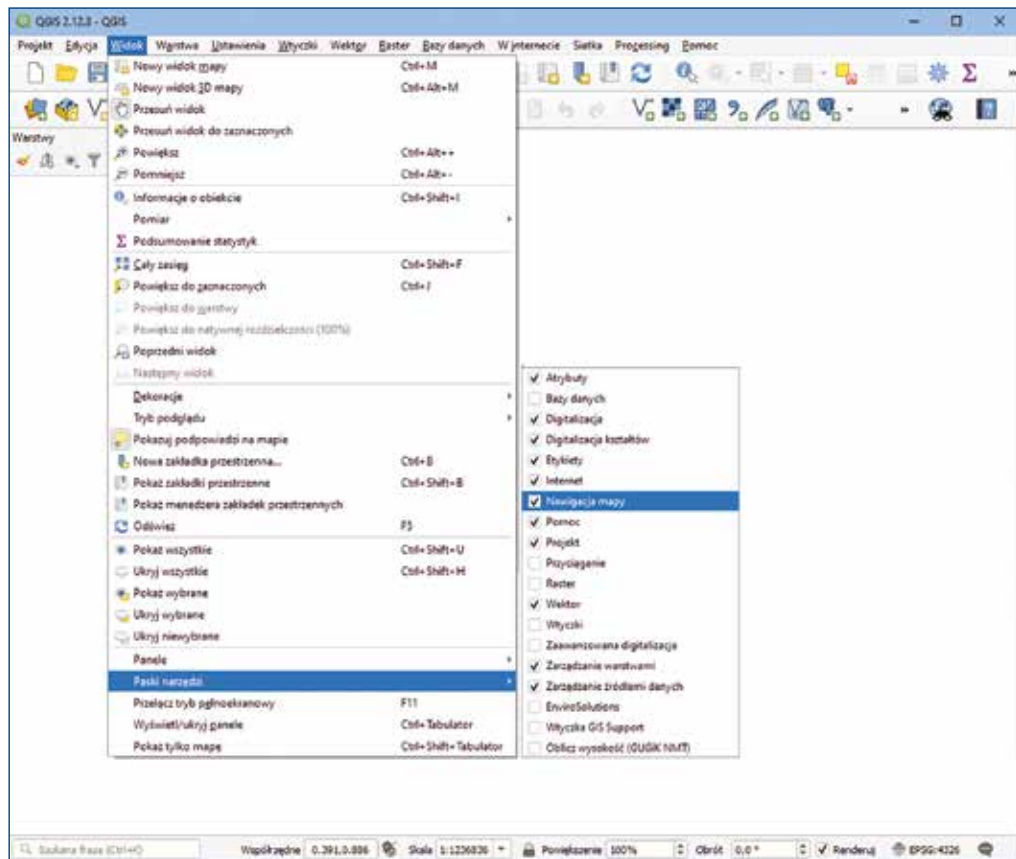 QGIS 2.12.3 - QGIS
Projekt Edycja Widok Warstwa Ustawienia Wtyczki Wektor Raster Bazy danych W internecie Siatka Processing Pomoc
Warstwy
Nowy widok mapy Ctrl+M
Nowy widok 3D mapy Ctrl+Alt+M
Przesuń widok
Przesuń widok do zaznaczonych
Powiększ Ctrl+Alt++
Pomniejsz Ctrl+Alt+-
Informacje o obiekcie Ctrl+Shift+I
Pomiar
Podsumowanie statystyk
Cały zasięg Ctrl+Shift+F
Powiększ do zaznaczonych Ctrl+J
Powiększ do warstwy
Powiększ do natywnej rozdzielczości (100%)
Poprzedni widok
Następny widok
Dekoracje
Tryb podglądu
Pokazuj podpowiedzi na mapie
Nowa zakładka przestrzenna... Ctrl+B
Pokaż zakładki przestrzenne Ctrl+Shift+B
Pokaż menedżera zakładek przestrzennych
Odśwież F5
Pokaż wszystkie Ctrl+Shift+U
Ukryj wszystkie Ctrl+Shift+H
Pokaż wybrane
Ukryj wybrane
Ukryj niewybrane
Panele
Paski narzędzi
Przełącz tryb pełnoekranowy F11
Wyświetl/ukryj panele Ctrl+Tabulator
Pokaż tylko mapę Ctrl+Shift+Tabulator
Atrybuty
Bazy danych
Digitalizacja
Digitalizacja kształtów
Etykiety
Internet
Nawigacja mapy
Pomoc
Projekt
Przyciąganie
Raster
Wektor
Wtyczki
Zaawansowana digitalizacja
Zarządzanie warstwami
Zarządzanie źródłami danych
EnviroSolutions
Wtyczka GIS Support
Oblicz wysokość (GUGiK NMT)
Szukana fraza (Ctrl+K) Współrzędne 0.391,0.886 Skala 1:1236836 Powiększenie 100% Obrót 0,0 ° Renderuj EPSG:4326